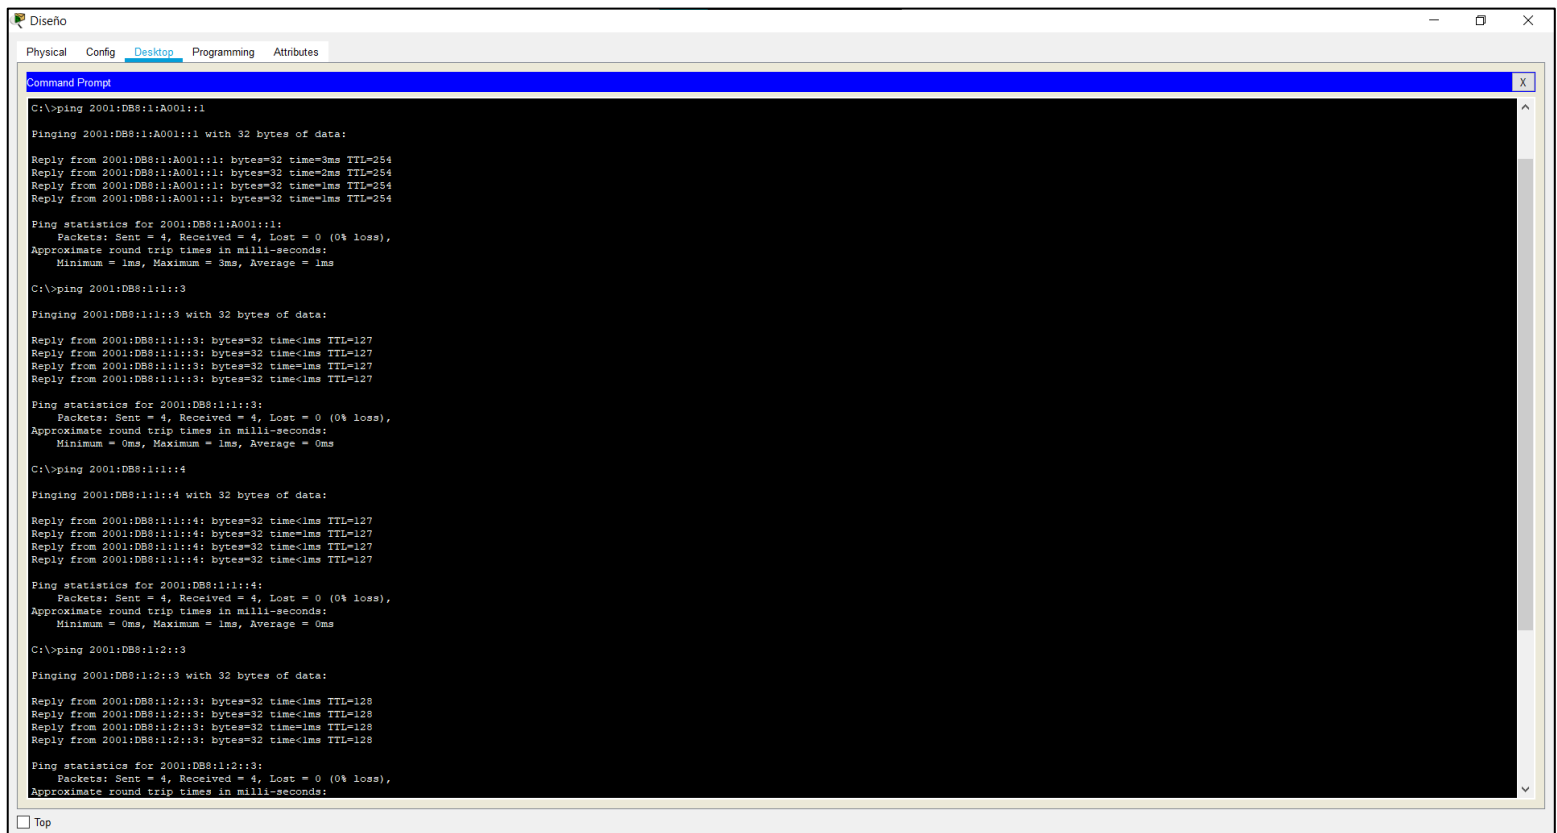 Diseño
Physical Config Desktop Programming Attributes
Command Prompt
X
C:\>ping 2001:DB8:1:A001::1
Pinging 2001:DB8:1:A001::1 with 32 bytes of data:
Reply from 2001:DB8:1:A001::1: bytes=32 time=3ms TTL=254
Reply from 2001:DB8:1:A001::1: bytes=32 time=2ms TTL=254
Reply from 2001:DB8:1:A001::1: bytes=32 time=1ms TTL=254
Reply from 2001:DB8:1:A001::1: bytes=32 time=1ms TTL=254
Ping statistics for 2001:DB8:1:A001::1:
Packets: Sent = 4, Received = 4, Lost = 0 (0% loss),
Approximate round trip times in milli-seconds:
Minimum = 1ms, Maximum = 3ms, Average = 1ms
C:\>ping 2001:DB8:1:1::3
Pinging 2001:DB8:1:1::3 with 32 bytes of data:
Reply from 2001:DB8:1:1::3: bytes=32 time<1ms TTL=127
Reply from 2001:DB8:1:1::3: bytes=32 time<1ms TTL=127
Reply from 2001:DB8:1:1::3: bytes=32 time=1ms TTL=127
Reply from 2001:DB8:1:1::3: bytes=32 time<1ms TTL=127
Ping statistics for 2001:DB8:1:1::3:
Packets: Sent = 4, Received = 4, Lost = 0 (0% loss),
Approximate round trip times in milli-seconds:
Minimum = 0ms, Maximum = 1ms, Average = 0ms
C:\>ping 2001:DB8:1:1::4
Pinging 2001:DB8:1:1::4 with 32 bytes of data:
Reply from 2001:DB8:1:1::4: bytes=32 time<1ms TTL=127
Reply from 2001:DB8:1:1::4: bytes=32 time=1ms TTL=127
Reply from 2001:DB8:1:1::4: bytes=32 time<1ms TTL=127
Reply from 2001:DB8:1:1::4: bytes=32 time<1ms TTL=127
Ping statistics for 2001:DB8:1:1::4:
Packets: Sent = 4, Received = 4, Lost = 0 (0% loss),
Approximate round trip times in milli-seconds:
Minimum = 0ms, Maximum = 1ms, Average = 0ms
C:\>ping 2001:DB8:1:2::3
Pinging 2001:DB8:1:2::3 with 32 bytes of data:
Reply from 2001:DB8:1:2::3: bytes=32 time<1ms TTL=128
Reply from 2001:DB8:1:2::3: bytes=32 time<1ms TTL=128
Reply from 2001:DB8:1:2::3: bytes=32 time=1ms TTL=128
Reply from 2001:DB8:1:2::3: bytes=32 time<1ms TTL=128
Ping statistics for 2001:DB8:1:2::3:
Packets: Sent = 4, Received = 4, Lost = 0 (0% loss),
Approximate round trip times in milli-seconds:
Top